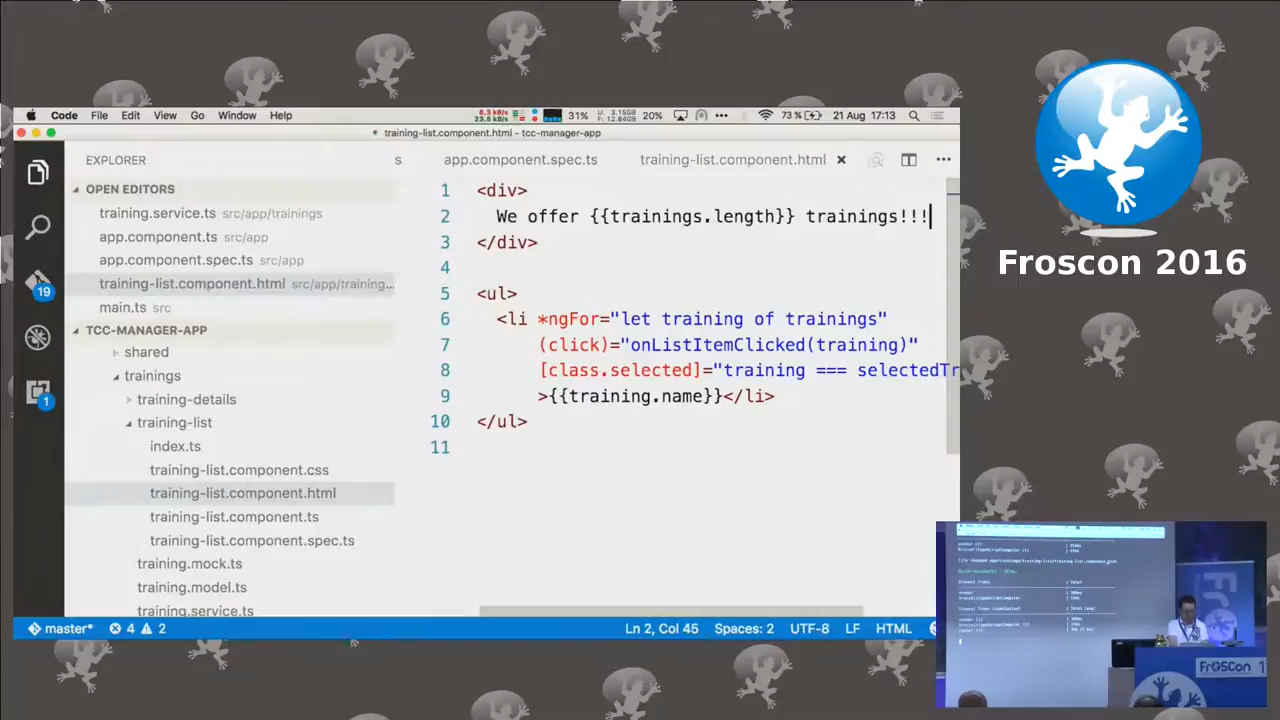 Code File Edit View Go Window Help
31% 20% 73% 21 Aug 17:13
training-list.component.html - tcc-manager-app
EXPLORER
s app.component.spec.ts training-list.component.html
OPEN EDITORS
training.service.ts src/app/trainings
app.component.ts src/app
app.component.spec.ts src/app
training-list.component.html src/app/training...
main.ts src
TCC-MANAGER-APP
shared
trainings
training-details
training-list
index.ts
training-list.component.css
training-list.component.html
training-list.component.ts
training-list.component.spec.ts
training.mock.ts
training.model.ts
training.service.ts
19
1
1 <div>
2 We offer {{trainings.length}} trainings!!!
3 </div>
4
5 <ul>
6 <li *ngFor="let training of trainings"
7 (click)="onListItemClicked(training)"
8 [class.selected]="training === selectedTr
9 >{{training.name}}</li>
10 </ul>
11
master* 4 2 Ln 2, Col 45 Spaces: 2 UTF-8 LF HTML
Froscon 2016
FrOSCon